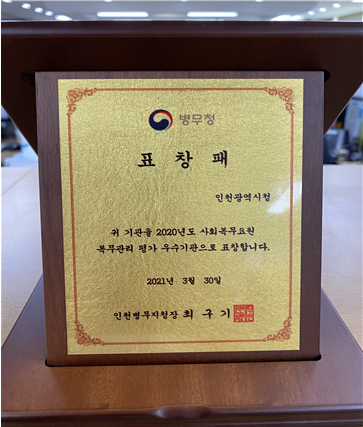 병무청
표 창 패
인천광역시청
귀 기관을 2020년도 사회복무요원
복무관리 평가 우수기관으로 표창합니다.
2021년 3월 30일
인천병무지청장 최 구 기